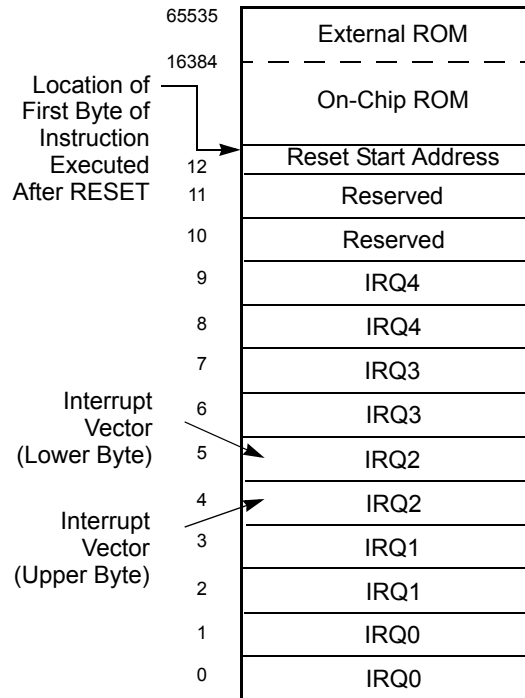 65535
External ROM
16384
Location of
First Byte of
Instruction
Executed
After RESET
On-Chip ROM
12
Reset Start Address
11
Reserved
10
Reserved
9
IRQ4
8
IRQ4
7
IRQ3
Interrupt
Vector
(Lower Byte)
6
IRQ3
5
IRQ2
4
IRQ2
Interrupt
Vector
(Upper Byte)
3
IRQ1
2
IRQ1
1
IRQ0
0
IRQ0